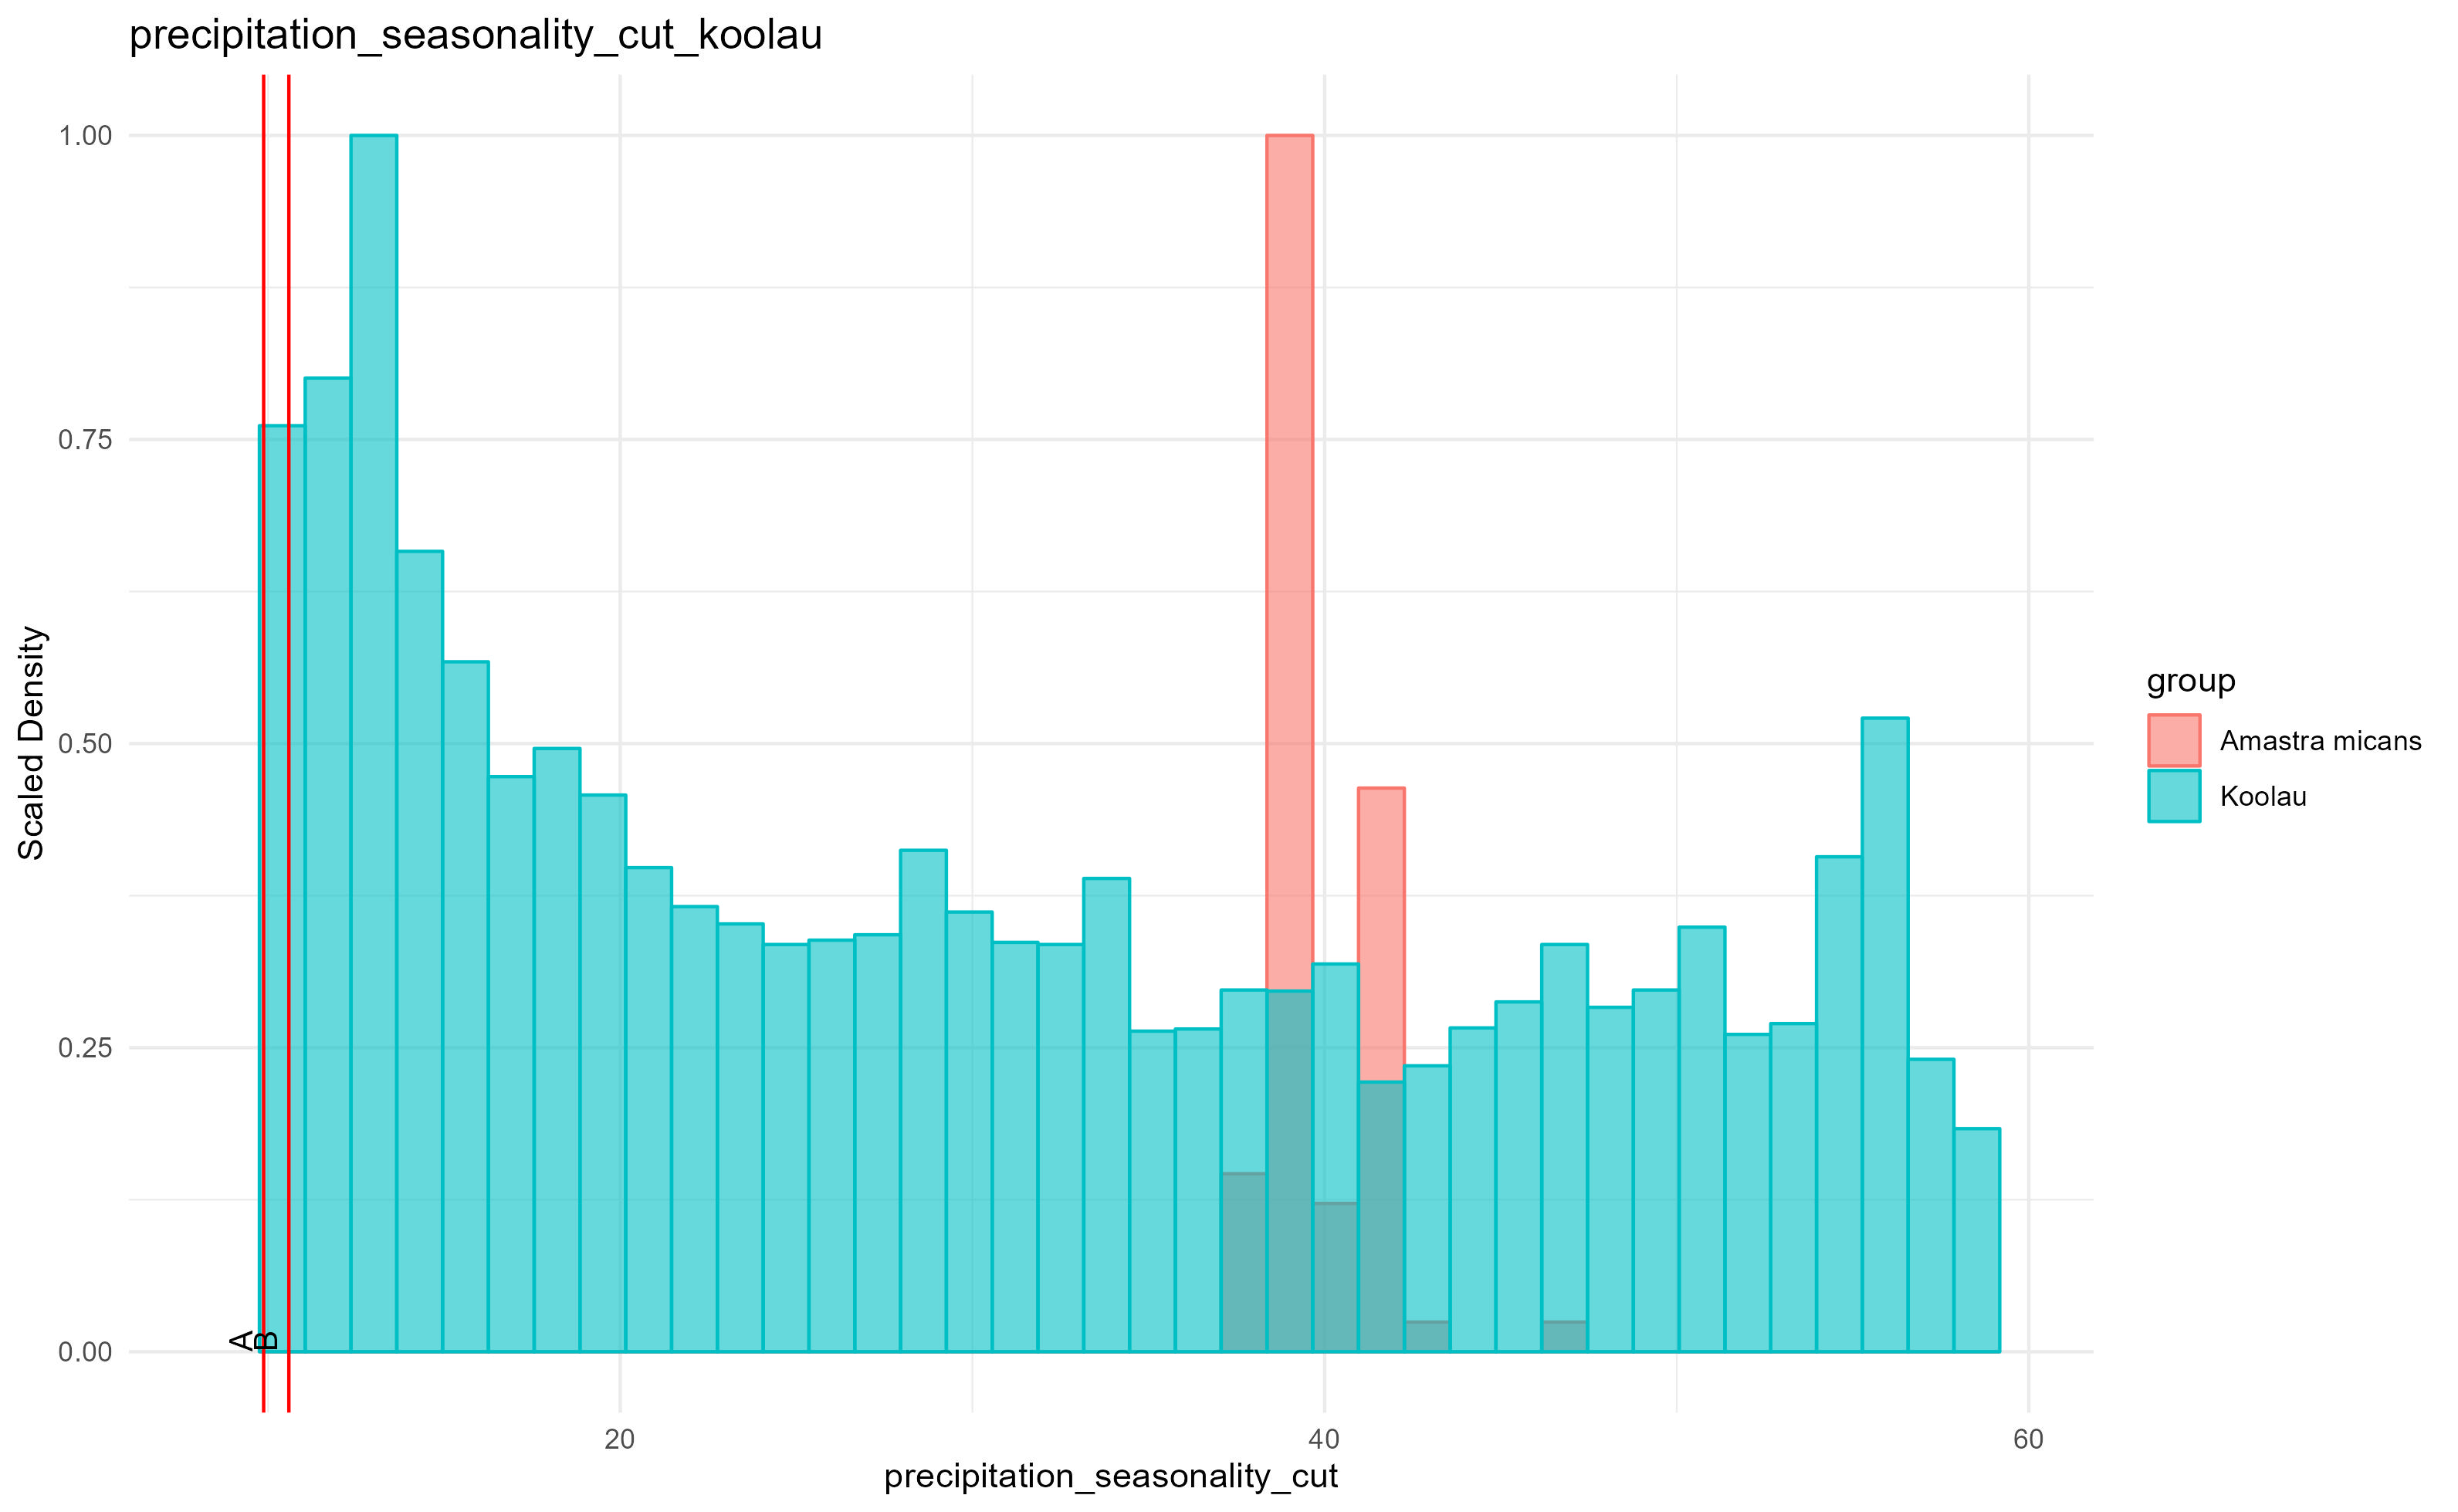 precipitation_seasonality_cut_koolau
Scaled Density
1.00
0.75
0.50
0.25
0.00
A
B
20
40
60
precipitation_seasonality_cut
group
Amastra micans
Koolau